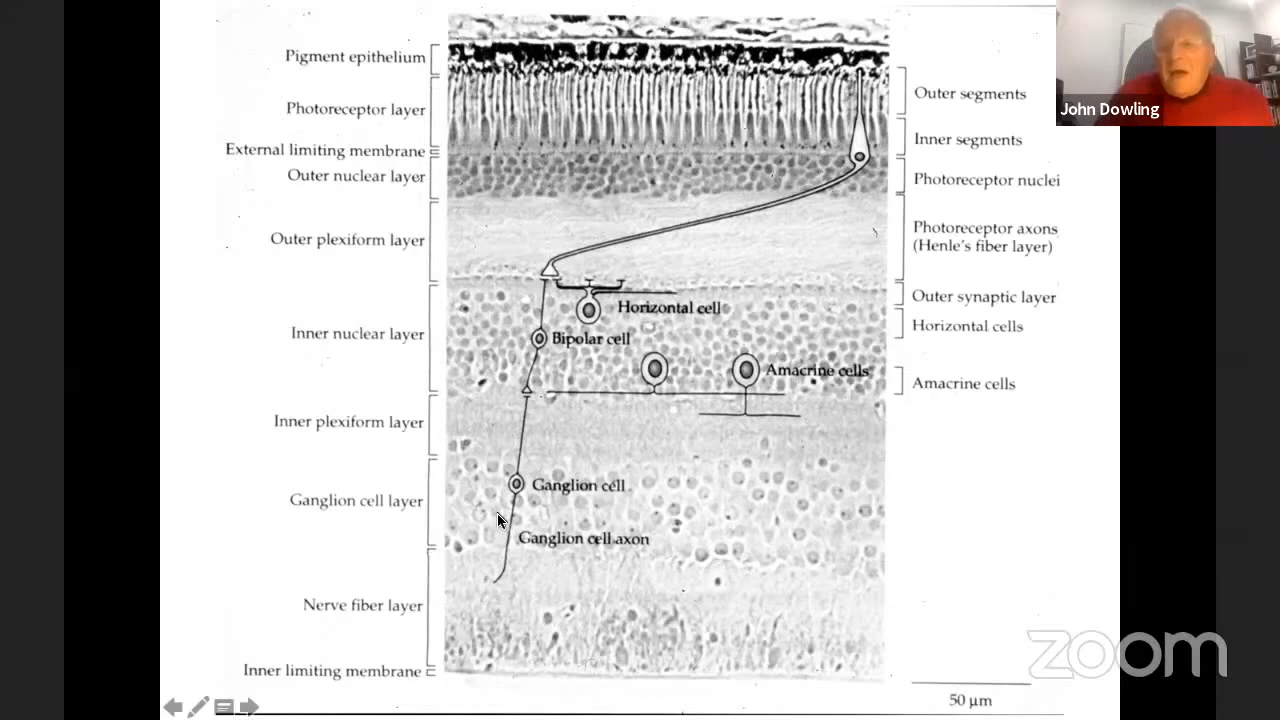 Pigment epithelium
Photoreceptor layer
External limiting membrane
Outer nuclear layer
Outer plexiform layer
Inner nuclear layer
Inner plexiform layer
Ganglion cell layer
Nerve fiber layer
Inner limiting membrane
Horizontal cell
Bipolar cell
Amacrine cells
Ganglion cell
Ganglion cell axon
Outer segments
Inner segments
Photoreceptor nuclei
Photoreceptor axons
(Henle's fiber layer)
Outer synaptic layer
Horizontal cells
Amacrine cells
50 μm
John Dowling
zoom